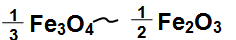 1/3 Fe₃O₄ ~ 1/2 Fe₂O₃